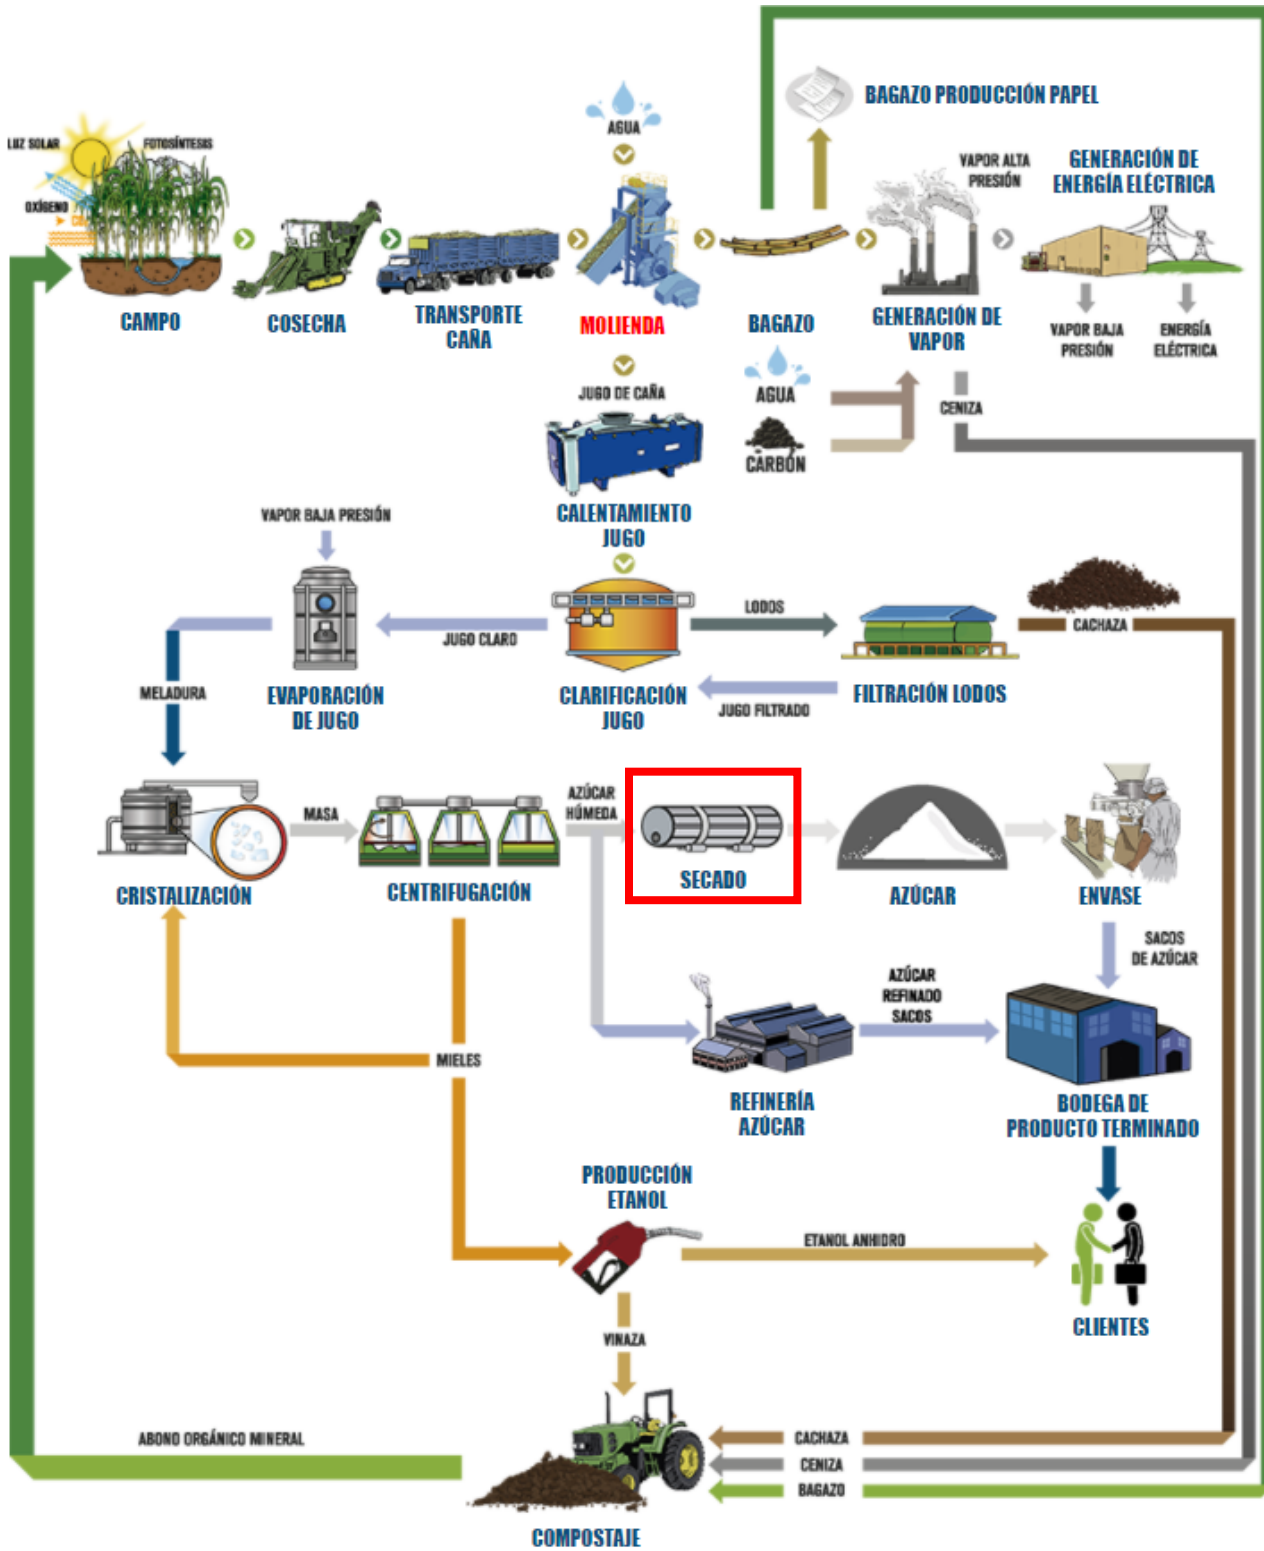 BAGAZO PRODUCCIÓN PAPEL
AGUA
LUZ SOLAR
FOTOSÍNTESIS
VAPOR ALTA
PRESIÓN
GENERACIÓN DE
ENERGÍA ELÉCTRICA
OXÍGENO
CAMPO
COSECHA
TRANSPORTE
CAÑA
MOLIENDA
BAGAZO
GENERACIÓN DE
VAPOR
VAPOR BAJA
PRESIÓN
ENERGÍA
ELÉCTRICA
JUGO DE CAÑA
AGUA
CENIZA
CARBÓN
CALENTAMIENTO
JUGO
VAPOR BAJA PRESIÓN
LODOS
CACHAZA
JUGO CLARO
MELADURA
EVAPORACIÓN
DE JUGO
CLARIFICACIÓN
JUGO
JUGO FILTRADO
FILTRACIÓN LODOS
MASA
AZÚCAR
HÚMEDA
CRISTALIZACIÓN
CENTRIFUGACIÓN
SECADO
AZÚCAR
ENVASE
SACOS
DE AZÚCAR
AZÚCAR
REFINADO
SACOS
MIELES
REFINERÍA
AZÚCAR
BODEGA DE
PRODUCTO TERMINADO
PRODUCCIÓN
ETANOL
ETANOL ANHIDRO
CLIENTES
VINAZA
ABONO ORGÁNICO MINERAL
CACHAZA
CENIZA
BAGAZO
COMPOSTAJE